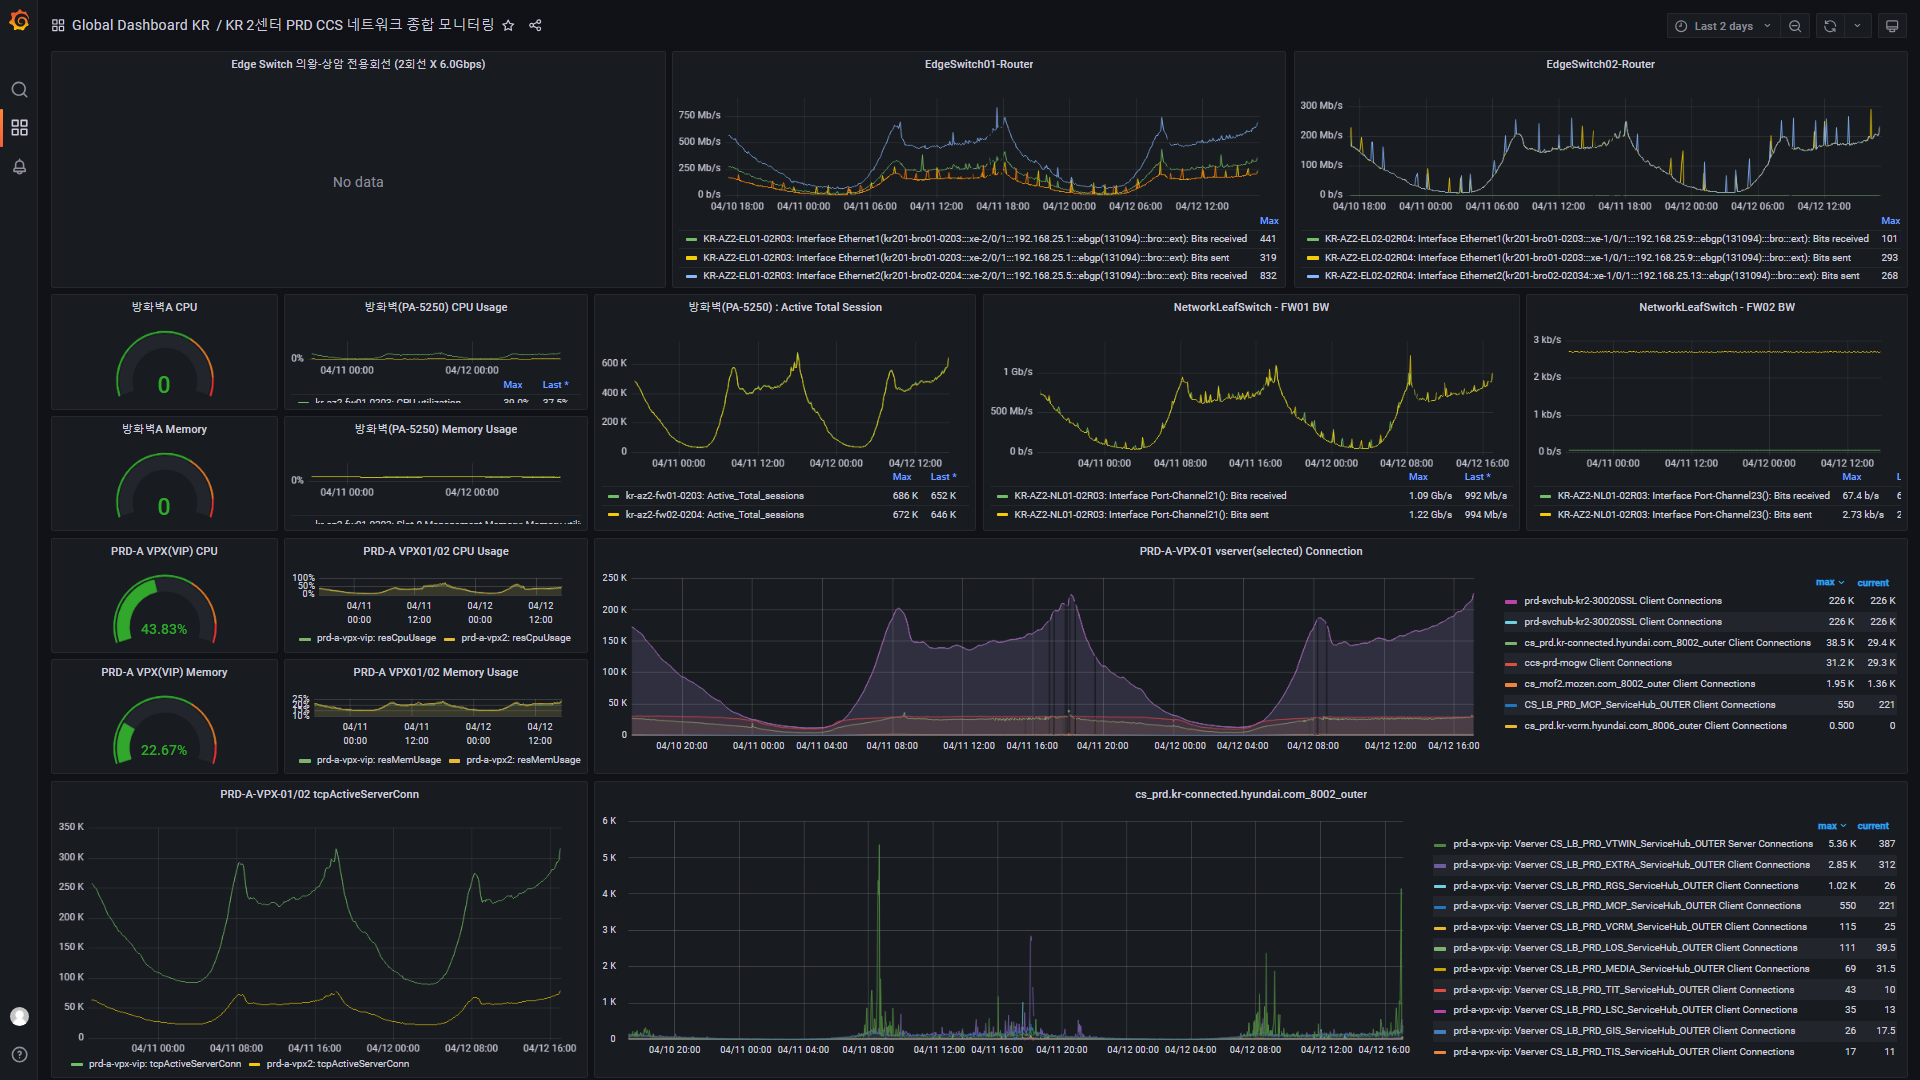 Global Dashboard KR / KR 2센터 PRD CCS 네트워크 종합 모니터링
Last 2 days
Edge Switch 의왕-상암 전용회선 (2회선 X 6.0Gbps)
No data
EdgeSwitch01-Router
750 Mb/s
500 Mb/s
250 Mb/s
0 b/s
04/10 18:00 04/11 00:00 04/11 06:00 04/11 12:00 04/11 18:00 04/12 00:00 04/12 06:00 04/12 12:00
Max
KR-AZ2-EL01-02R03: Interface Ethernet1(kr201-bro01-0203:::xe-2/0/1:::192.168.25.1:::ebgp(131094):::bro:::ext): Bits received 441
KR-AZ2-EL01-02R03: Interface Ethernet1(kr201-bro01-0203:::xe-2/0/1:::192.168.25.1:::ebgp(131094):::bro:::ext): Bits sent 319
KR-AZ2-EL01-02R03: Interface Ethernet2(kr201-bro02-0204:::xe-2/0/1:::192.168.25.5:::ebgp(131094):::bro:::ext): Bits received 832
EdgeSwitch02-Router
300 Mb/s
200 Mb/s
100 Mb/s
0 b/s
04/10 18:00 04/11 00:00 04/11 06:00 04/11 12:00 04/11 18:00 04/12 00:00 04/12 06:00 04/12 12:00
Max
KR-AZ2-EL02-02R04: Interface Ethernet1(kr201-bro01-0203:::xe-1/0/1:::192.168.25.9:::ebgp(131094):::bro:::ext): Bits received 101
KR-AZ2-EL02-02R04: Interface Ethernet1(kr201-bro01-0203:::xe-1/0/1:::192.168.25.9:::ebgp(131094):::bro:::ext): Bits sent 293
KR-AZ2-EL02-02R04: Interface Ethernet2(kr201-bro02-02034:::xe-1/0/1:::192.168.25.13:::ebgp(131094):::bro:::ext): Bits sent 268
방화벽A CPU
0
방화벽(PA-5250) CPU Usage
0%
04/11 00:00 04/12 00:00
Max Last *
kr-az2-fw01-0203: CPU utilization 39.0% 37.5%
방화벽A Memory
0
방화벽(PA-5250) Memory Usage
0%
04/11 00:00 04/12 00:00
방화벽(PA-5250) : Active Total Session
600 K
400 K
200 K
0
04/11 00:00 04/11 12:00 04/12 00:00 04/12 12:00
Max Last *
kr-az2-fw01-0203: Active_Total_sessions 686 K 652 K
kr-az2-fw02-0204: Active_Total_sessions 672 K 646 K
NetworkLeafSwitch - FW01 BW
1 Gb/s
500 Mb/s
0 b/s
04/11 00:00 04/11 08:00 04/11 16:00 04/12 00:00 04/12 08:00 04/12 16:00
Max Last *
KR-AZ2-NL01-02R03: Interface Port-Channel21(): Bits received 1.09 Gb/s 992 Mb/s
KR-AZ2-NL01-02R03: Interface Port-Channel21(): Bits sent 1.22 Gb/s 994 Mb/s
NetworkLeafSwitch - FW02 BW
3 kb/s
2 kb/s
1 kb/s
0 b/s
04/11 00:00 04/11 12:00 04/12 00:00 04/12 12:00
Max L
KR-AZ2-NL01-02R03: Interface Port-Channel23(): Bits received 67.4 b/s 6
KR-AZ2-NL01-02R03: Interface Port-Channel23(): Bits sent 2.73 kb/s 2
PRD-A VPX(VIP) CPU
43.83%
PRD-A VPX01/02 CPU Usage
100%
50%
0%
04/11 04/11 04/12 04/12
00:00 12:00 00:00 12:00
prd-a-vpx-vip: resCpuUsage prd-a-vpx2: resCpuUsage
PRD-A VPX(VIP) Memory
22.67%
PRD-A VPX01/02 Memory Usage
25%
20%
15%
10%
04/11 04/11 04/12 04/12
00:00 12:00 00:00 12:00
prd-a-vpx-vip: resMemUsage prd-a-vpx2: resMemUsage
PRD-A-VPX-01 vserver(selected) Connection
250 K
200 K
150 K
100 K
50 K
0
04/10 20:00 04/11 00:00 04/11 04:00 04/11 08:00 04/11 12:00 04/11 16:00 04/11 20:00 04/12 00:00 04/12 04:00 04/12 08:00 04/12 12:00 04/12 16:00
max current
prd-svchub-kr2-30020SSL Client Connections 226 K 226 K
prd-svchub-kr2-30020SSL Client Connections 226 K 226 K
cs_prd.kr-connected.hyundai.com_8002_outer Client Connections 38.5 K 29.4 K
ccs-prd-mogw Client Connections 31.2 K 29.3 K
cs_mof2.mozen.com_8002_outer Client Connections 1.95 K 1.36 K
CS_LB_PRD_MCP_ServiceHub_OUTER Client Connections 550 221
cs_prd.kr-vcrm.hyundai.com_8006_outer Client Connections 0.500 0
PRD-A-VPX-01/02 tcpActiveServerConn
350 K
300 K
250 K
200 K
150 K
100 K
50 K
0
04/11 00:00 04/11 08:00 04/11 16:00 04/12 00:00 04/12 08:00 04/12 16:00
prd-a-vpx-vip: tcpActiveServerConn prd-a-vpx2: tcpActiveServerConn
cs_prd.kr-connected.hyundai.com_8002_outer
6 K
5 K
4 K
3 K
2 K
1 K
0
04/10 20:00 04/11 00:00 04/11 04:00 04/11 08:00 04/11 12:00 04/11 16:00 04/11 20:00 04/12 00:00 04/12 04:00 04/12 08:00 04/12 12:00 04/12 16:00
max current
prd-a-vpx-vip: Vserver CS_LB_PRD_VTWIN_ServiceHub_OUTER Server Connections 5.36 K 387
prd-a-vpx-vip: Vserver CS_LB_PRD_EXTRA_ServiceHub_OUTER Client Connections 2.85 K 312
prd-a-vpx-vip: Vserver CS_LB_PRD_RGS_ServiceHub_OUTER Client Connections 1.02 K 26
prd-a-vpx-vip: Vserver CS_LB_PRD_MCP_ServiceHub_OUTER Client Connections 550 221
prd-a-vpx-vip: Vserver CS_LB_PRD_VCRM_ServiceHub_OUTER Client Connections 115 25
prd-a-vpx-vip: Vserver CS_LB_PRD_LOS_ServiceHub_OUTER Client Connections 111 39.5
prd-a-vpx-vip: Vserver CS_LB_PRD_MEDIA_ServiceHub_OUTER Client Connections 69 31.5
prd-a-vpx-vip: Vserver CS_LB_PRD_TIT_ServiceHub_OUTER Client Connections 43 10
prd-a-vpx-vip: Vserver CS_LB_PRD_LSC_ServiceHub_OUTER Client Connections 35 13
prd-a-vpx-vip: Vserver CS_LB_PRD_GIS_ServiceHub_OUTER Client Connections 26 17.5
prd-a-vpx-vip: Vserver CS_LB_PRD_TIS_ServiceHub_OUTER Client Connections 17 11